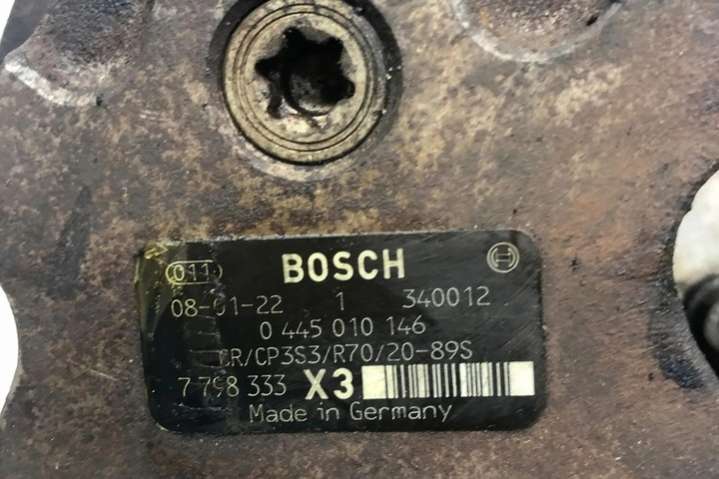 011 BOSCH
08-01-22 1 340012
0 445 010 146
CR/CP3S3/R70/20-89S
7 798 333 X3
Made in Germany